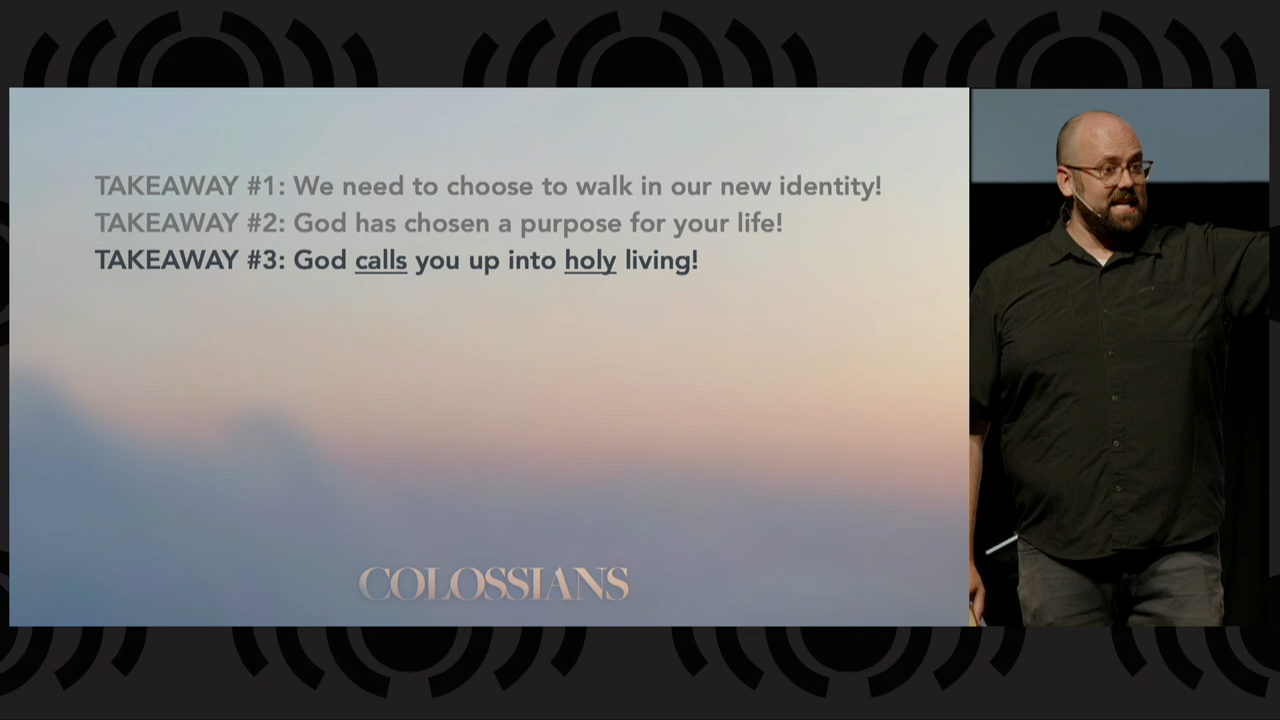 TAKEAWAY #1: We need to choose to walk in our new identity!
TAKEAWAY #2: God has chosen a purpose for your life!
TAKEAWAY #3: God calls you up into holy living!
COLOSSIANS